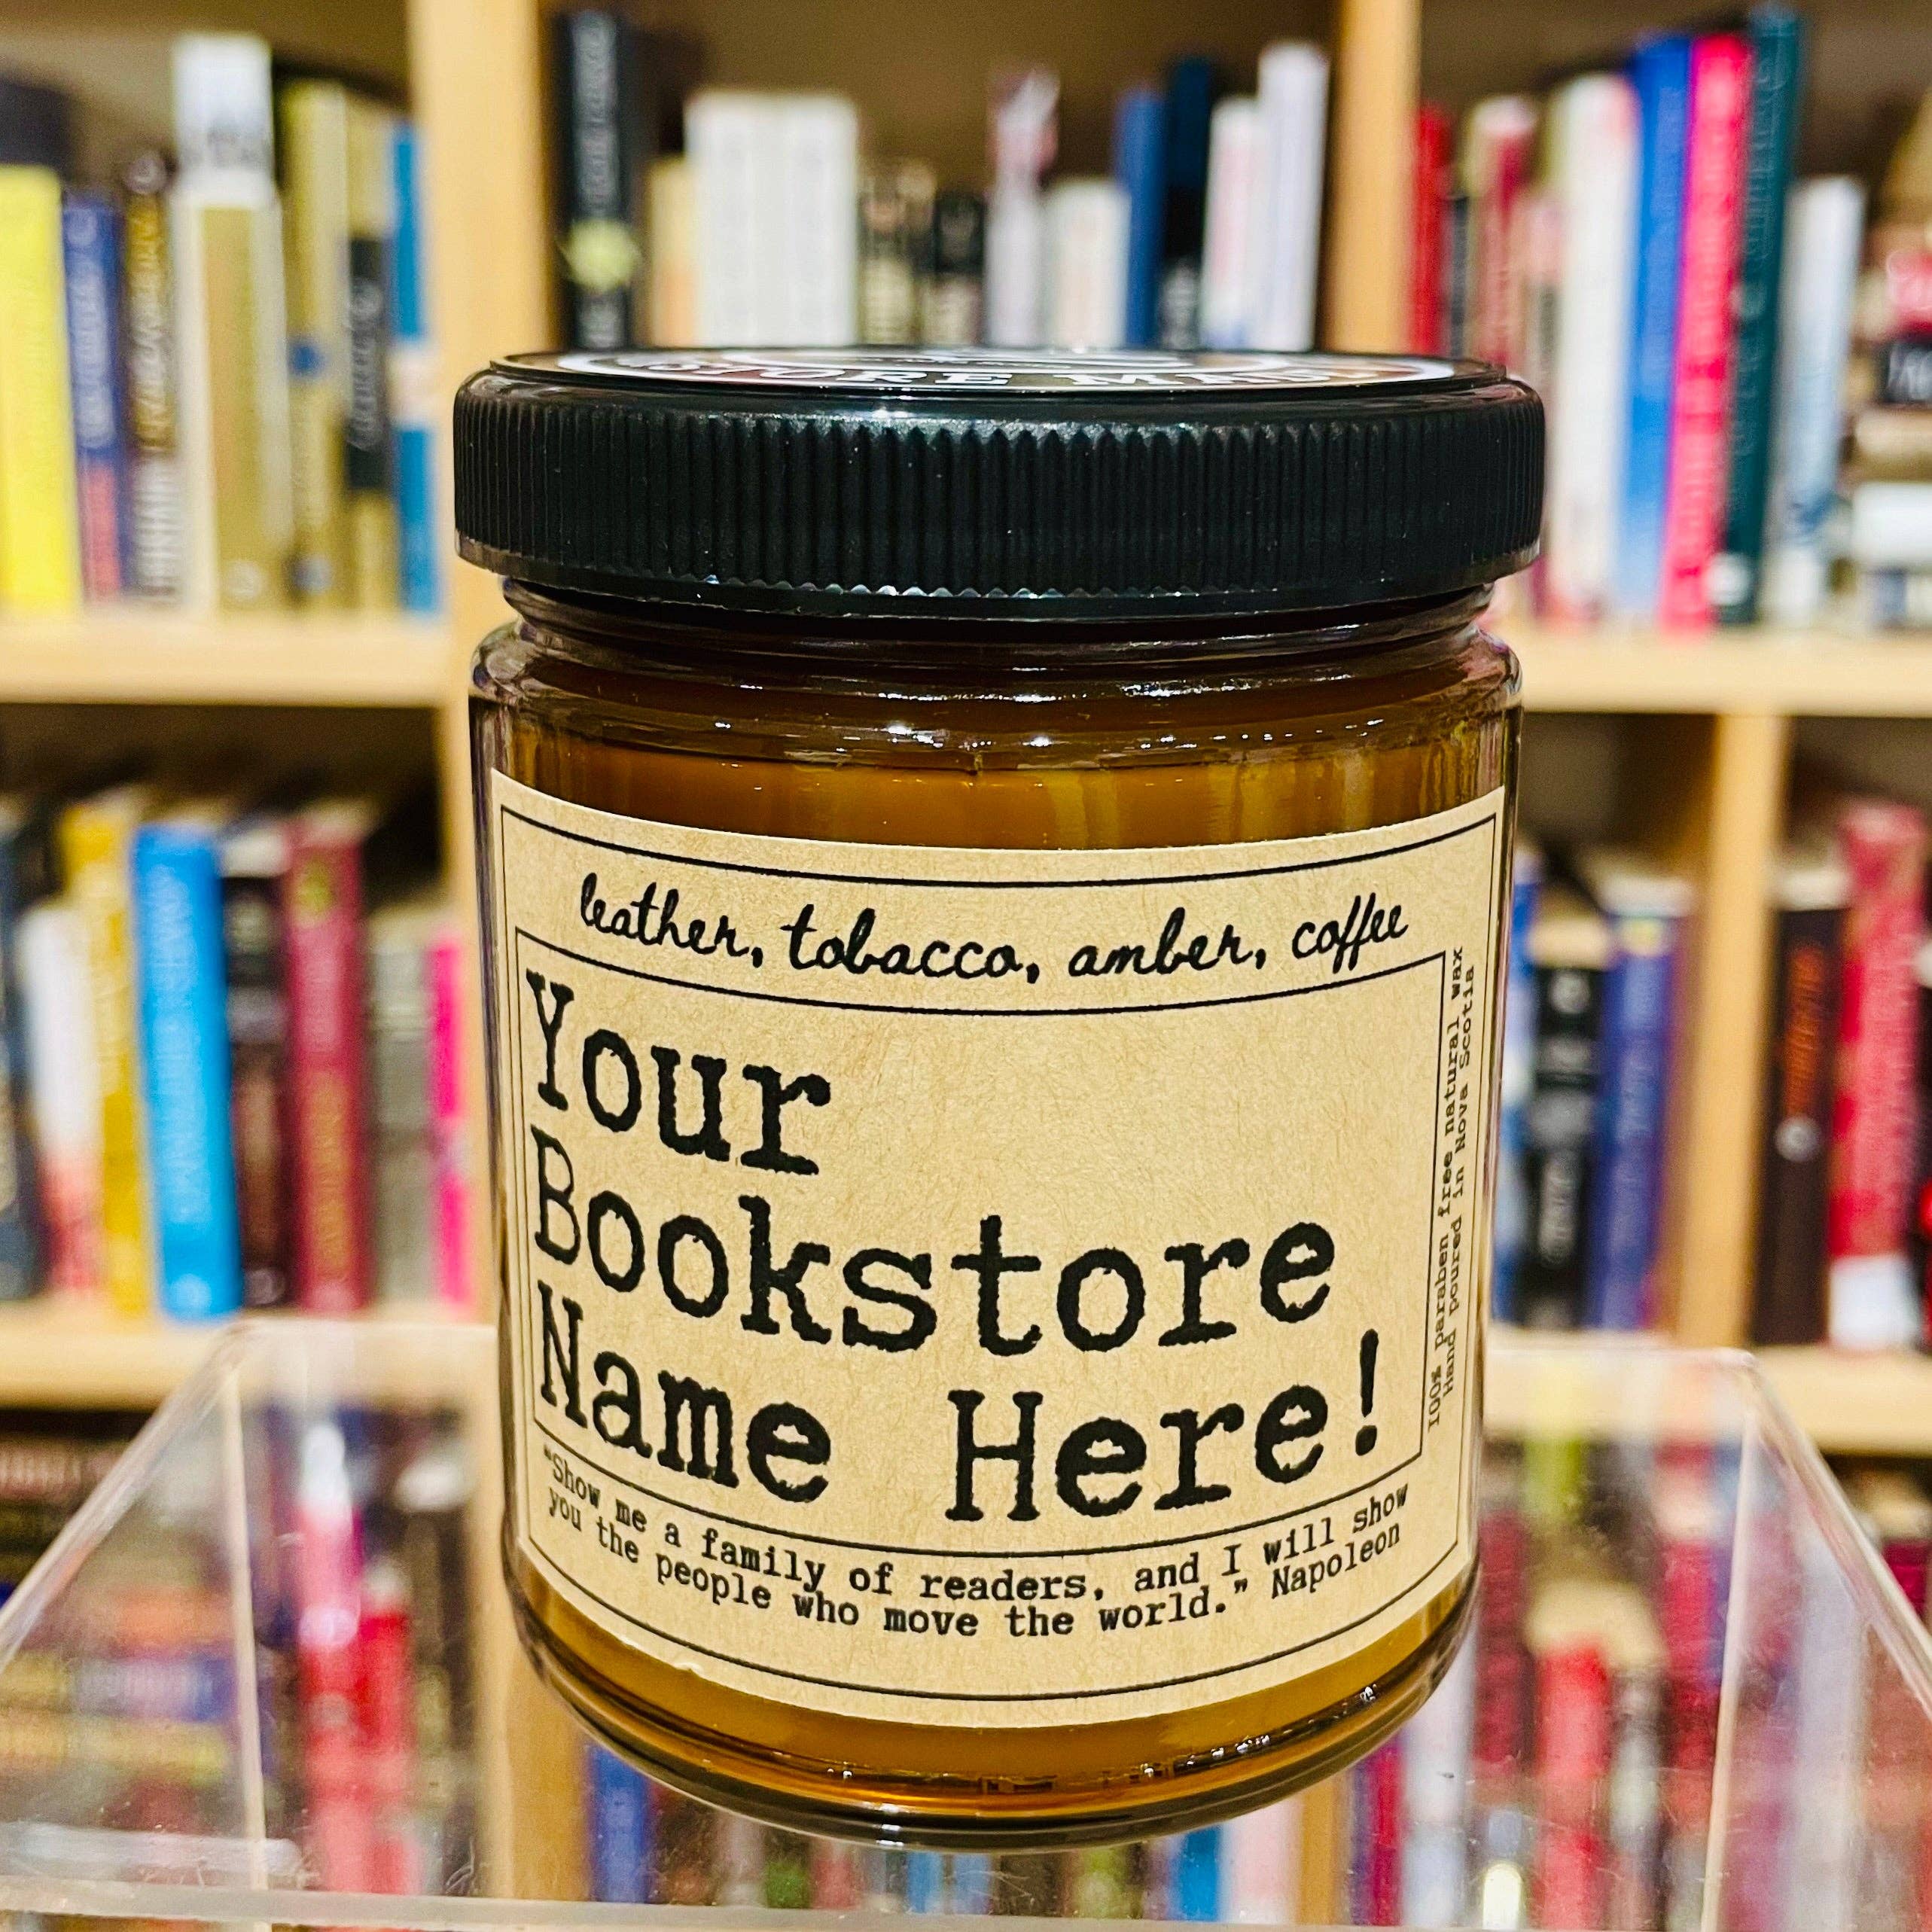 leather, tobacco, amber, coffee
Your
Bookstore
Name Here!
"Show me a family of readers, and I will show
you the people who move the world." Napoleon
100% paraben free natural wax
Hand poured in Nova Scotia